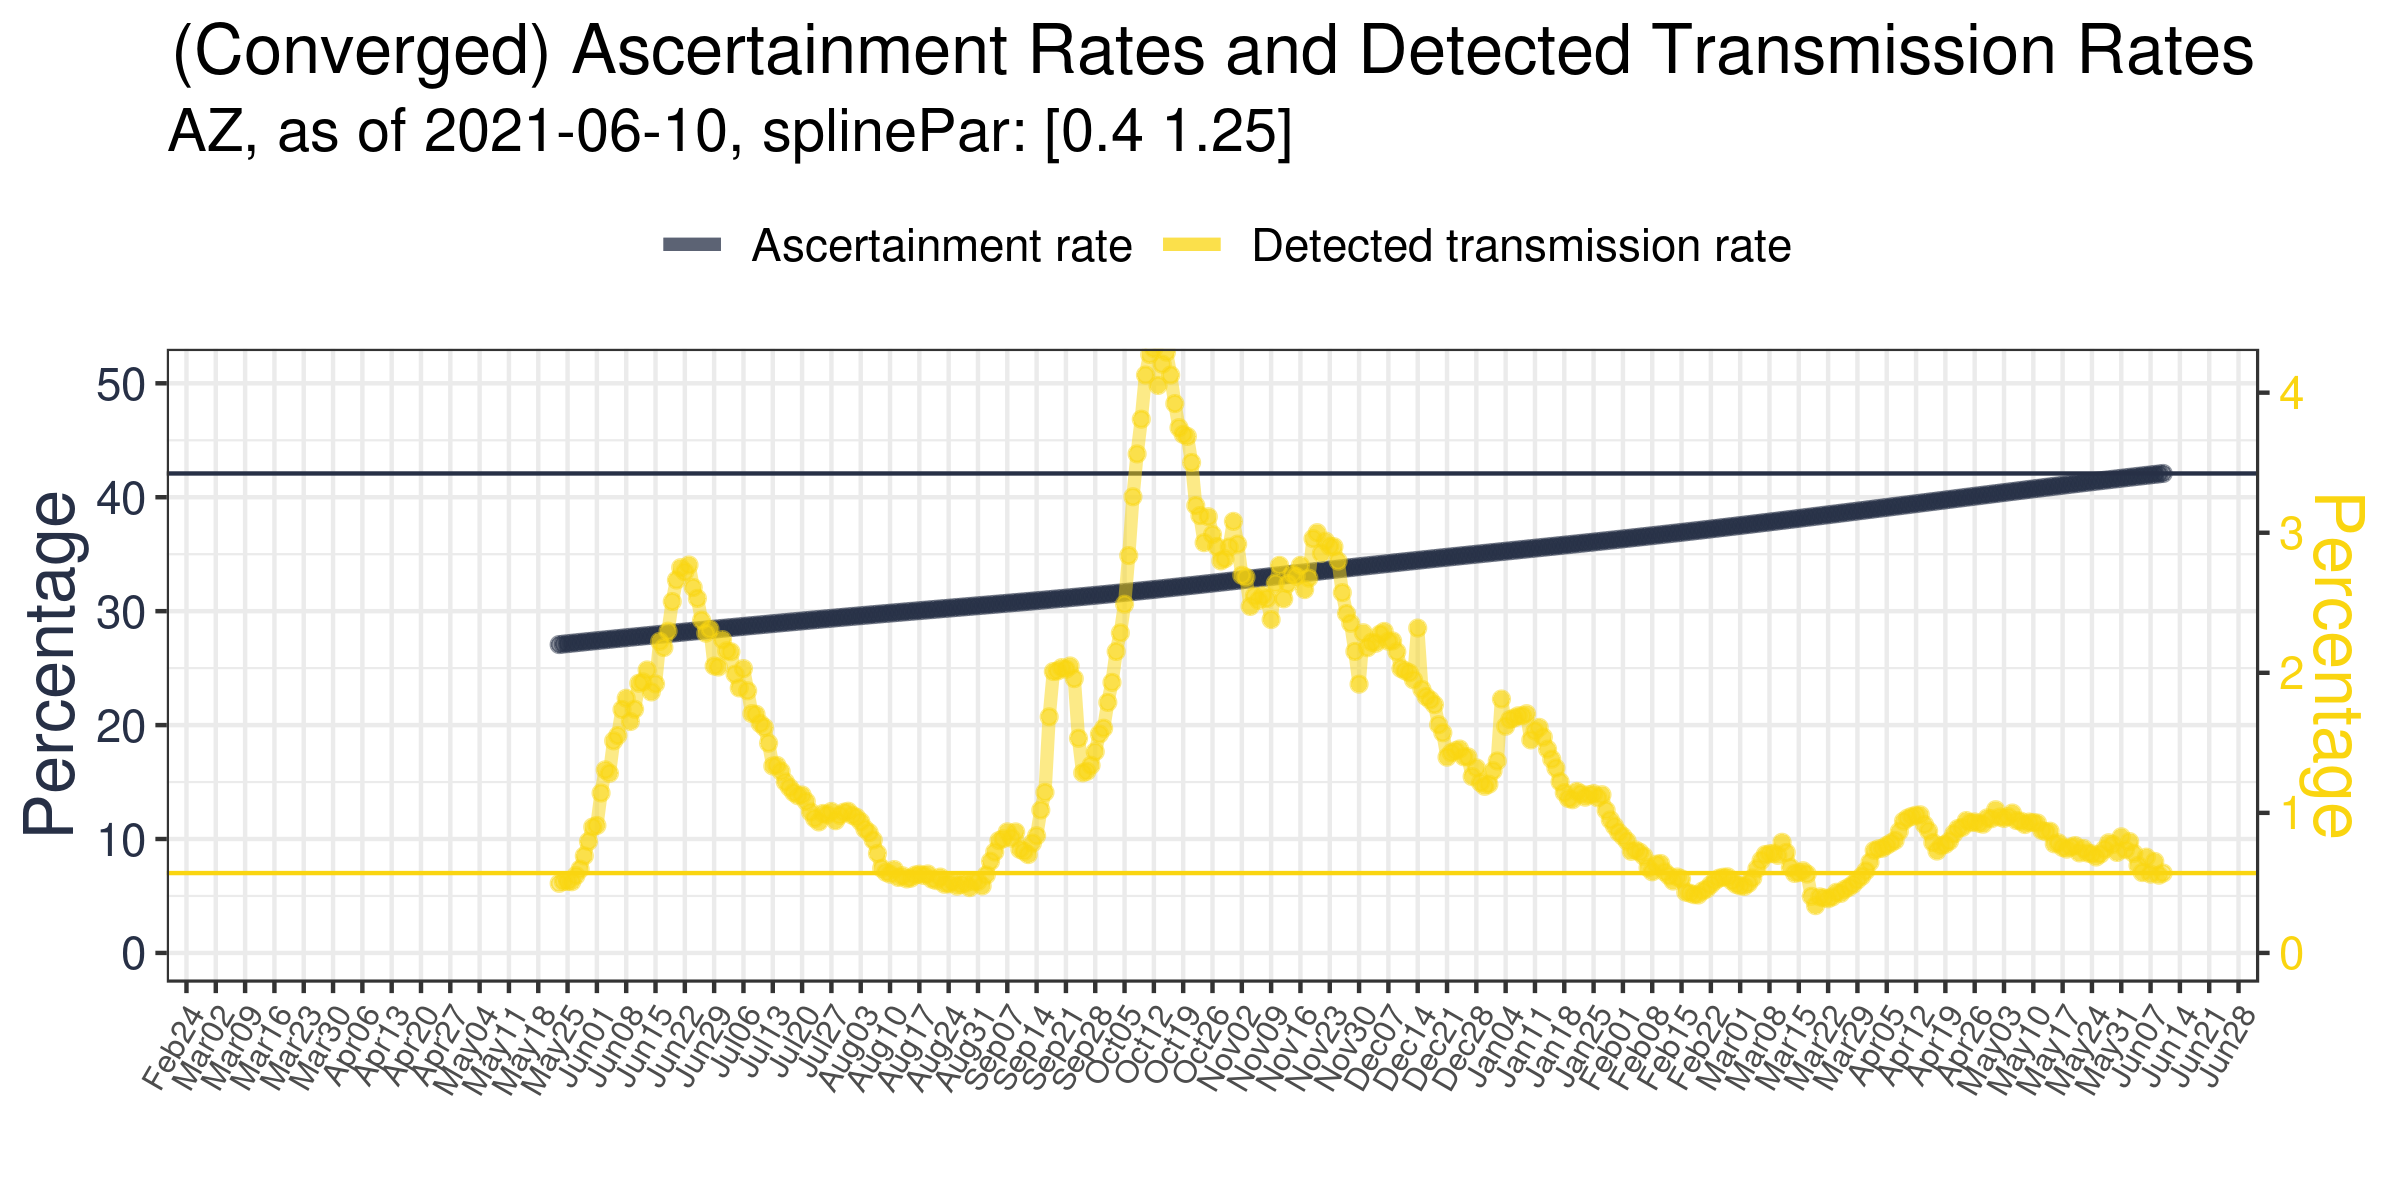 (Converged) Ascertainment Rates and Detected Transmission Rates
AZ, as of 2021-06-10, splinePar: [0.4 1.25]
Ascertainment rate
Detected transmission rate
Percentage
50
40
30
20
10
0
4
3
2
1
0
Percentage
Feb24
Mar02
Mar09
Mar16
Mar23
Mar30
Apr06
Apr13
Apr20
Apr27
May04
May11
May18
May25
Jun01
Jun08
Jun15
Jun22
Jun29
Jul06
Jul13
Jul20
Jul27
Aug03
Aug10
Aug17
Aug24
Aug31
Sep07
Sep14
Sep21
Sep28
Oct05
Oct12
Oct19
Oct26
Nov02
Nov09
Nov16
Nov23
Nov30
Dec07
Dec14
Dec21
Dec28
Jan04
Jan11
Jan18
Jan25
Feb01
Feb08
Feb15
Feb22
Mar01
Mar08
Mar15
Mar22
Mar29
Apr05
Apr12
Apr19
Apr26
May03
May10
May17
May24
May31
Jun07
Jun14
Jun21
Jun28